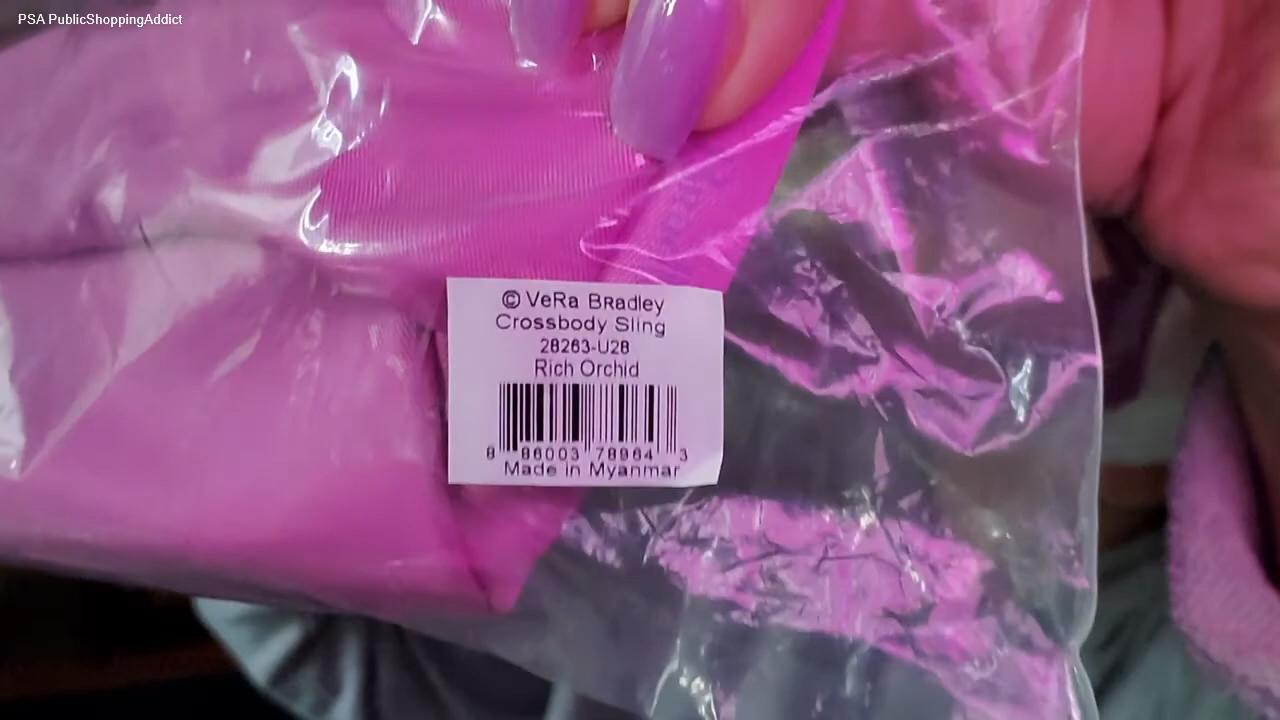 PSA PublicShoppingAddict
© VeRa BRadley
Crossbody Sling
28263-U28
Rich Orchid
8 86003 78964 3
Made in Myanmar